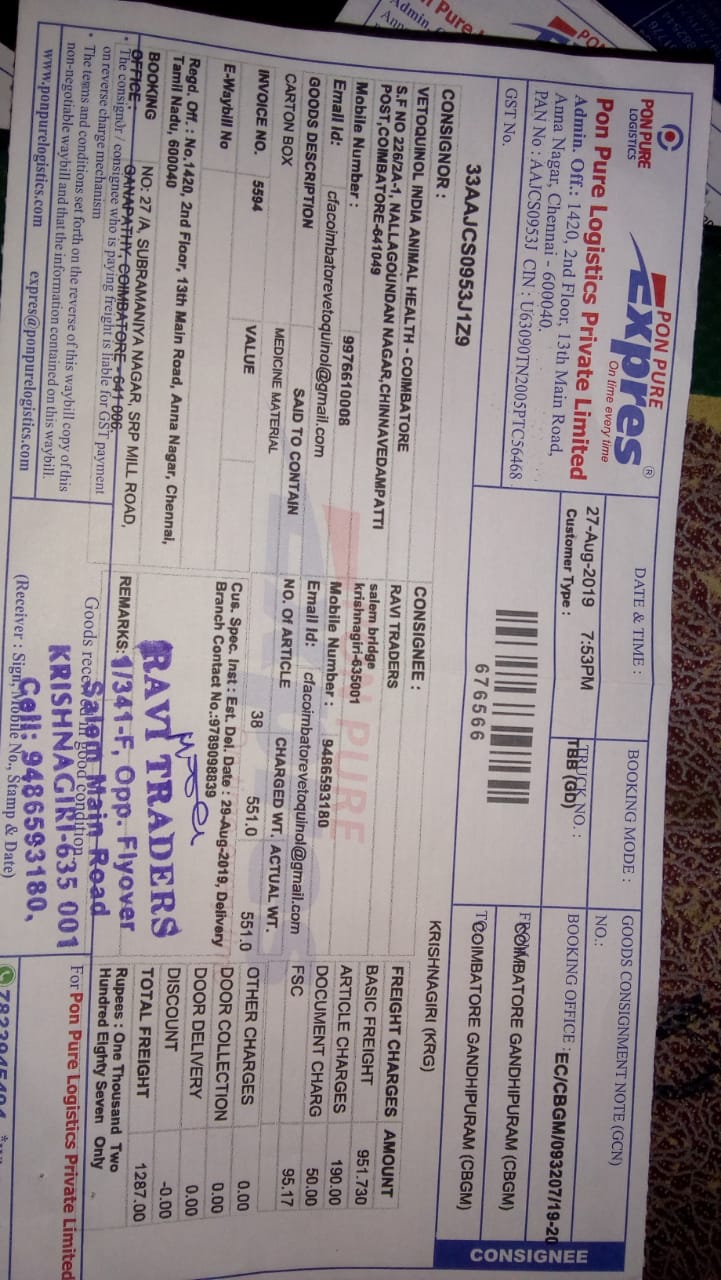 PON PURE
LOGISTICS
PON PURE
Expres®
On time every time
Pon Pure Logistics Private Limited
Admin. Off.: 1420, 2nd Floor, 13th Main Road,
Anna Nagar, Chennai - 600040.
PAN No : AAJCS0953J CIN : U63090TN2005PTC56468
GST No.
33AAJCS0953J1Z9
DATE & TIME :
27-Aug-2019 7:53PM
Customer Type :
676566
BOOKING MODE :
TRUCK NO. :
TBB (Gb)
GOODS CONSIGNMENT NOTE (GCN)
NO.:
EC/CBGM/093207/19-20
BOOKING OFFICE :
FROM
COIMBATORE GANDHIPURAM (CBGM)
TO
COIMBATORE GANDHIPURAM (CBGM)
KRISHNAGIRI (KRG)
CONSIGNEE
CONSIGNOR :
VETOQUINOL INDIA ANIMAL HEALTH - COIMBATORE
S.F NO 226/2A-1, NALLAGOUNDAN NAGAR,CHINNAVEDAMPATTI
POST,COIMBATORE-641049
Mobile Number : 9976610008
Email Id: cfacoimbatorevetoquinol@gmail.com
CONSIGNEE :
RAVI TRADERS
salem bridge
krishnagiri-635001
Mobile Number : 9486593180
Email Id: cfacoimbatorevetoquinol@gmail.com
GOODS DESCRIPTION SAID TO CONTAIN NO. OF ARTICLE CHARGED WT. ACTUAL WT.
CARTON BOX MEDICINE MATERIAL 38 551.0 551.0
INVOICE NO. 5594 VALUE
E-Waybill No
Cus. Spec. Inst : Est. Del. Date : 29-Aug-2019, Delivery
Branch Contact No.:9789098839
Regd. Off. : No.1420, 2nd Floor, 13th Main Road, Anna Nagar, Chennai,
Tamil Nadu, 600040
BOOKING NO: 27 /A, SUBRAMANIYA NAGAR, SRP MILL ROAD,
OFFICE : GANAPATHY, COIMBATORE - 641 006.
REMARKS:
• The consignor / consignee who is paying freight is liable for GST payment
on reverse charge mechanism
• The terms and conditions set forth on the reverse of this waybill copy of this
non-negotiable waybill and that the information contained on this waybill.
www.ponpurelogistics.com expres@ponpurelogistics.com
RAVI TRADERS
1/341-F, Opp. Flyover
Salem Main Road
KRISHNAGIRI-635 001
Cell: 9486593180,
Goods received in good condition
(Receiver : Sign, Mobile No., Stamp & Date)
FREIGHT CHARGES AMOUNT
BASIC FREIGHT 951.730
ARTICLE CHARGES 190.00
DOCUMENT CHARG 50.00
FSC 95.17
OTHER CHARGES 0.00
DOOR COLLECTION 0.00
DOOR DELIVERY 0.00
DISCOUNT -0.00
TOTAL FREIGHT 1287.00
Rupees : One Thousand Two
Hundred Eighty Seven Only
For Pon Pure Logistics Private Limited